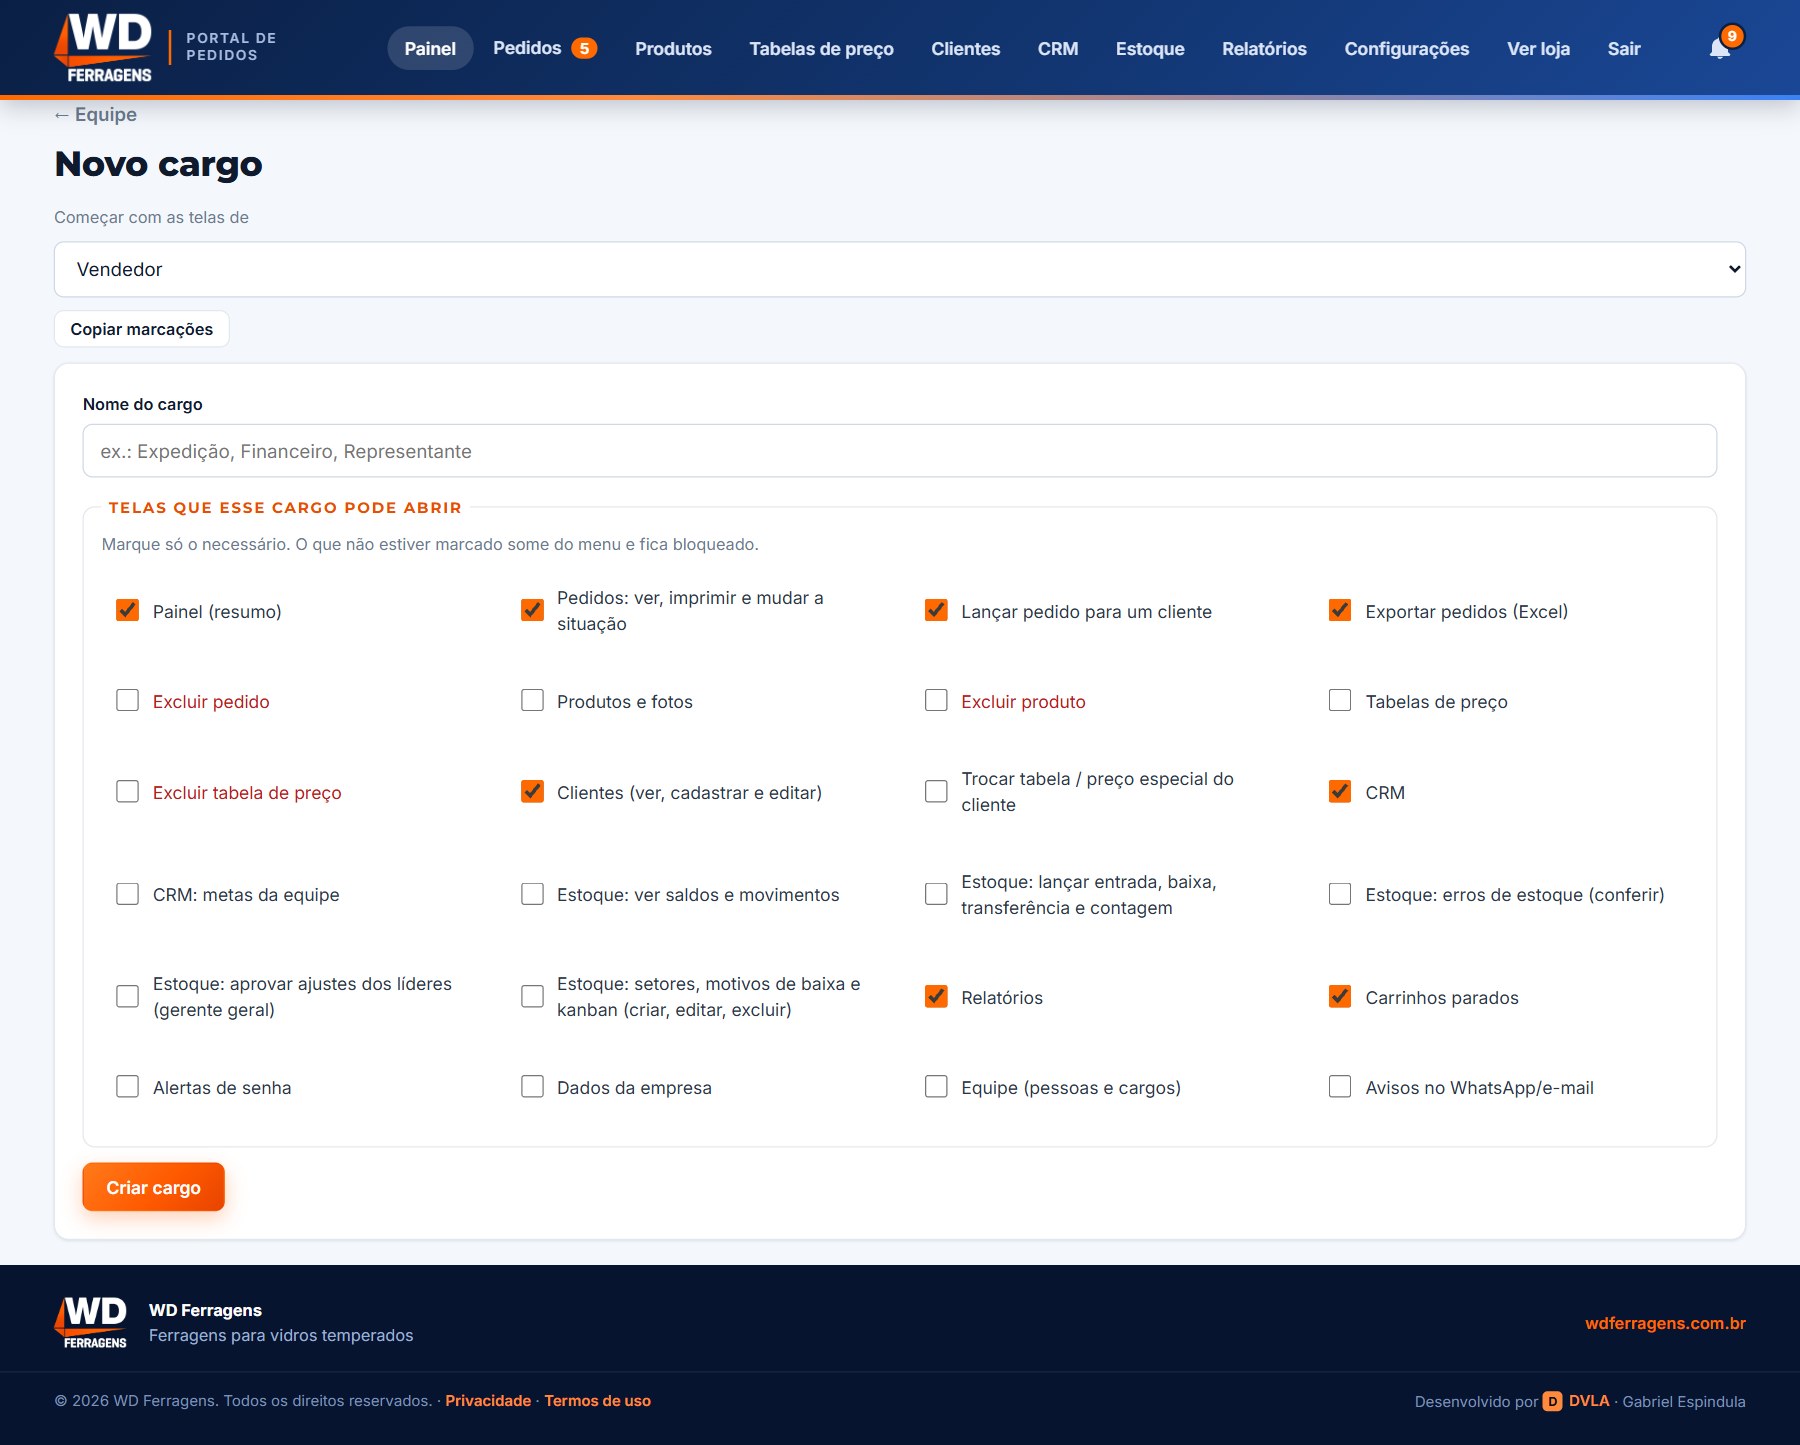 WD
FERRAGENS
PORTAL DE
PEDIDOS
Painel
Pedidos 5
Produtos
Tabelas de preço
Clientes
CRM
Estoque
Relatórios
Configurações
Ver loja
Sair
9
← Equipe
Novo cargo
Começar com as telas de
Vendedor
Copiar marcações
Nome do cargo
ex.: Expedição, Financeiro, Representante
TELAS QUE ESSE CARGO PODE ABRIR
Marque só o necessário. O que não estiver marcado some do menu e fica bloqueado.
Painel (resumo)
Pedidos: ver, imprimir e mudar a
situação
Lançar pedido para um cliente
Exportar pedidos (Excel)
Excluir pedido
Produtos e fotos
Excluir produto
Tabelas de preço
Excluir tabela de preço
Clientes (ver, cadastrar e editar)
Trocar tabela / preço especial do
cliente
CRM
CRM: metas da equipe
Estoque: ver saldos e movimentos
Estoque: lançar entrada, baixa,
transferência e contagem
Estoque: erros de estoque (conferir)
Estoque: aprovar ajustes dos líderes
(gerente geral)
Estoque: setores, motivos de baixa e
kanban (criar, editar, excluir)
Relatórios
Carrinhos parados
Alertas de senha
Dados da empresa
Equipe (pessoas e cargos)
Avisos no WhatsApp/e-mail
Criar cargo
WD
FERRAGENS
WD Ferragens
Ferragens para vidros temperados
wdferragens.com.br
© 2026 WD Ferragens. Todos os direitos reservados. · Privacidade · Termos de uso
Desenvolvido por D DVLA · Gabriel Espindula